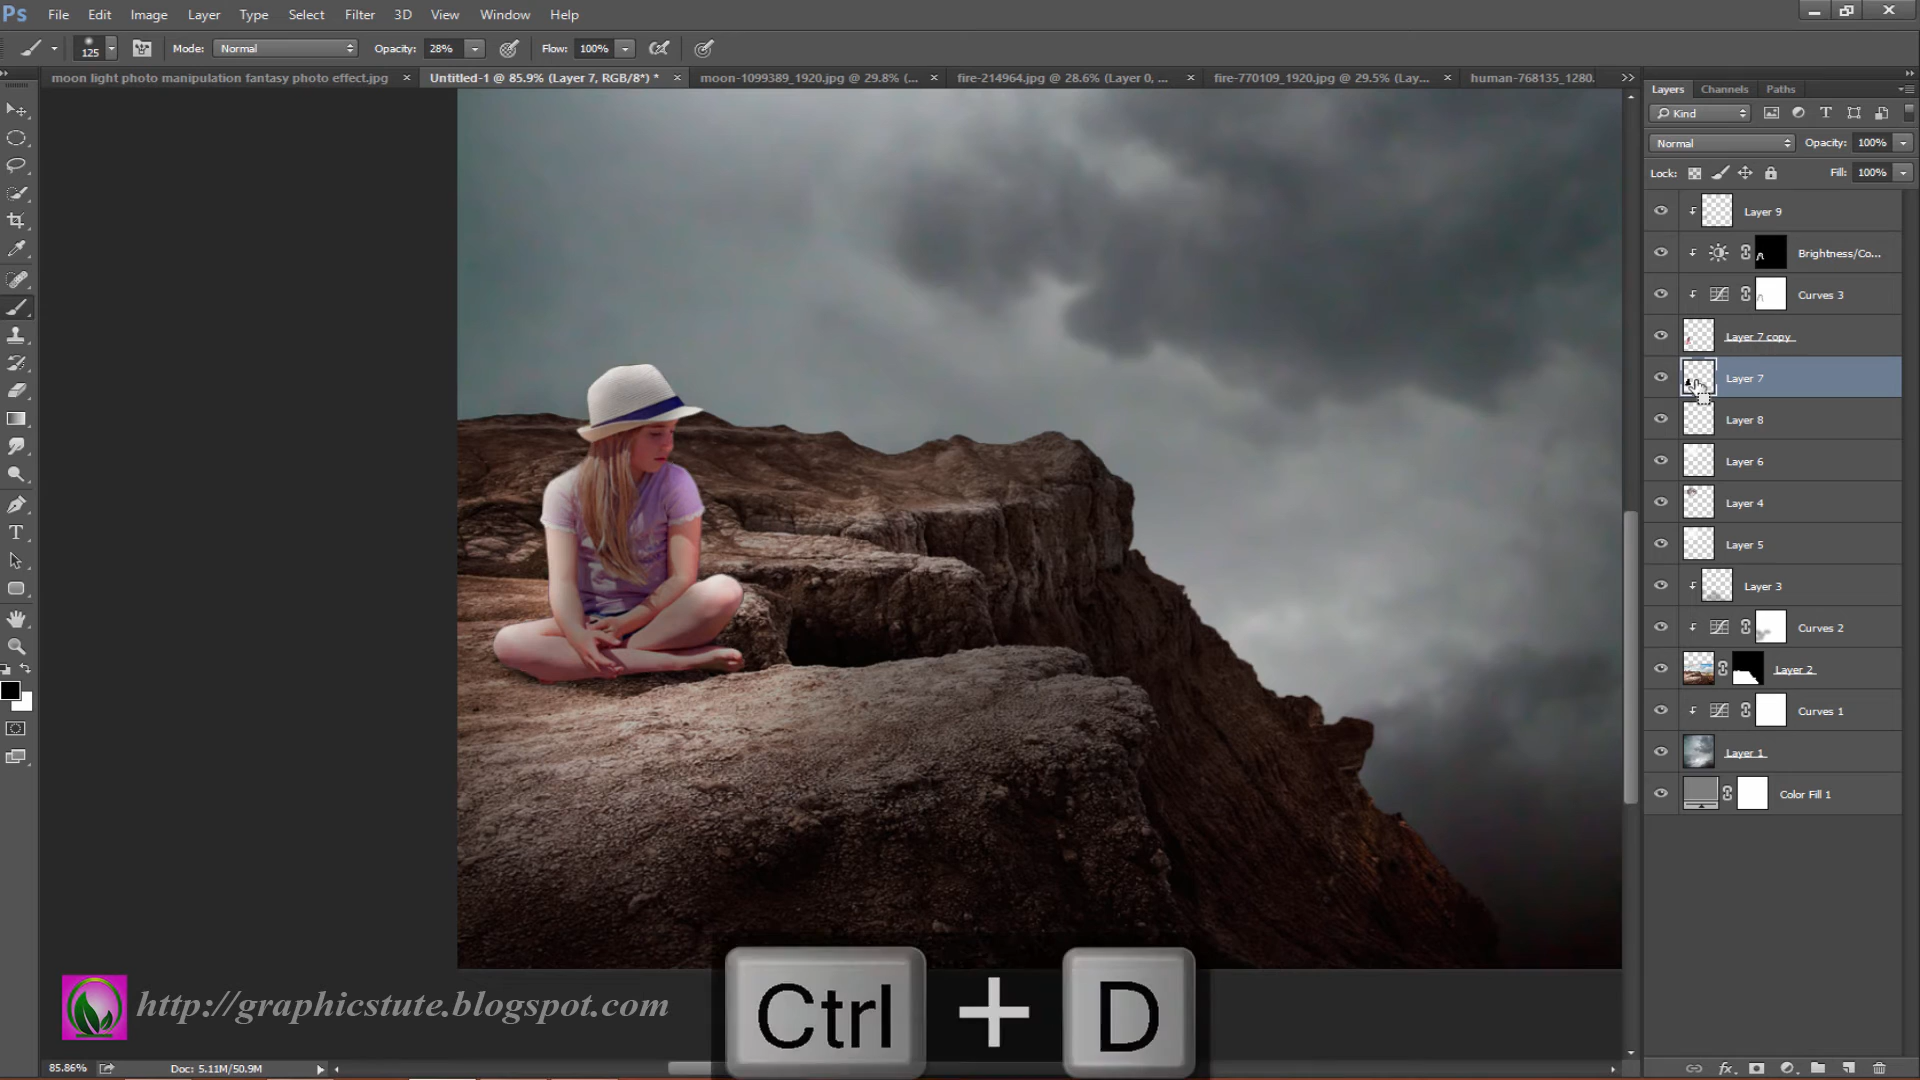 Ps File Edit Image Layer Type Select Filter 3D View Window Help
125 Mode: Normal Opacity: 28% Flow: 100%
moon light photo manipulation fantasy photo effect.jpg × Untitled-1 @ 85.9% (Layer 7, RGB/8*) * × moon-1099389_1920.jpg @ 29.8% (... × fire-214964.jpg @ 28.6% (Layer 0, ... × fire-770109_1920.jpg @ 29.5% (Lay... × human-768135_1280.
Layers Channels Paths
Kind
Normal Opacity: 100%
Lock: Fill: 100%
Layer 9
Brightness/Co...
Curves 3
Layer 7 copy
Layer 7
Layer 8
Layer 6
Layer 4
Layer 5
Layer 3
Curves 2
Layer 2
Curves 1
Layer 1
Color Fill 1
http://graphicstute.blogspot.com
Ctrl + D
85.86% Doc: 5.11M/50.9M
fx